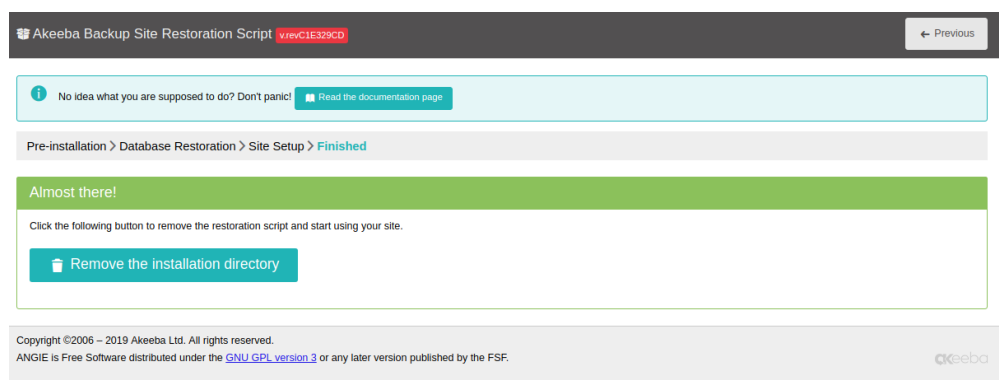 Akeeba Backup Site Restoration Script v.revC1E329CD
← Previous
No idea what you are supposed to do? Don't panic! Read the documentation page
Pre-installation > Database Restoration > Site Setup > Finished
Almost there!
Click the following button to remove the restoration script and start using your site.
Remove the installation directory
Copyright ©2006 – 2019 Akeeba Ltd. All rights reserved.
ANGIE is Free Software distributed under the GNU GPL version 3 or any later version published by the FSF.
akeeba